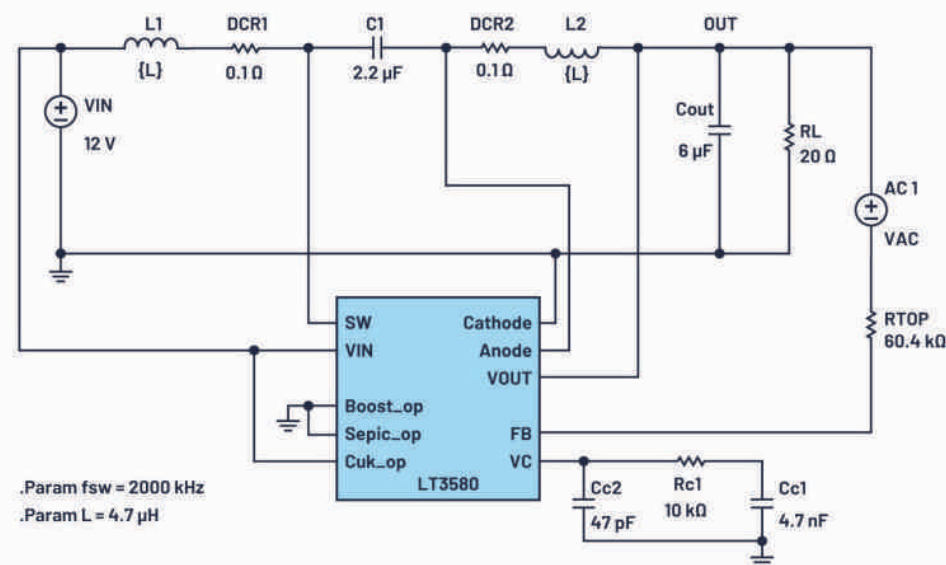 L1
DCR1
C1
DCR2
L2
OUT
{L}
0.1 Ω
2.2 µF
0.1 Ω
{L}
VIN
12 V
Cout
6 µF
RL
20 Ω
AC 1
VAC
RTOP
60.4 kΩ
SW
Cathode
VIN
Anode
VOUT
Boost_op
Sepic_op
FB
Cuk_op
VC
LT3580
.Param fsw = 2000 kHz
.Param L = 4.7 µH
Cc2
47 pF
Rc1
10 kΩ
Cc1
4.7 nF